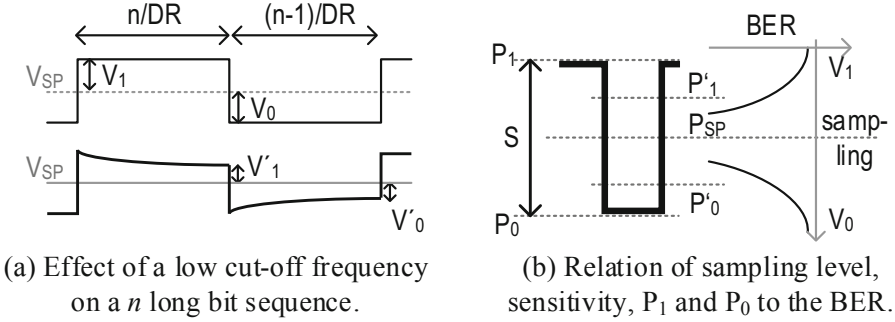 n/DR
(n-1)/DR
V_SP
V_1
V_0
V_SP
V´_1
V´_0
(a) Effect of a low cut-off frequency
on a n long bit sequence.
BER
P_1
P‘_1
V_1
P_SP
S
samp-
ling
P‘_0
P_0
V_0
(b) Relation of sampling level,
sensitivity, P_1 and P_0 to the BER.